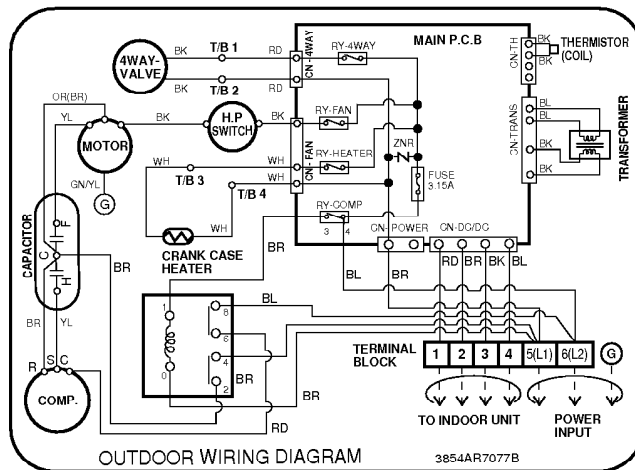 MAIN P.C.B
4WAY-
VALVE
BK
T/B 1
RD
BK
T/B 2
RD
CN-4WAY
RY-4WAY
CN-TH
BK
BK
THERMISTOR
(COIL)
OR(BR)
YL
MOTOR
BK
H.P
SWITCH
BK
CN-FAN
RY-FAN
RY-HEATER
ZNR
FUSE
3.15A
CN-TRANS
BL
BL
BK
BK
TRANSFORMER
GN/YL
G
WH
T/B 3
WH
T/B 4
WH
WH
CRANK CASE
HEATER
RY-COMP
3 4
CN-POWER
CN-DC/DC
CAPACITOR
F
C
H
BR
BR
BL
BR
RD BR BK BL
BL
1
8
6
4
2
0
BR
BR
YL
R S C
COMP.
BR
RD
TERMINAL
BLOCK
1 2 3 4 5(L1) 6(L2) G
TO INDOOR UNIT
POWER
INPUT
OUTDOOR WIRING DIAGRAM
3854AR7077B